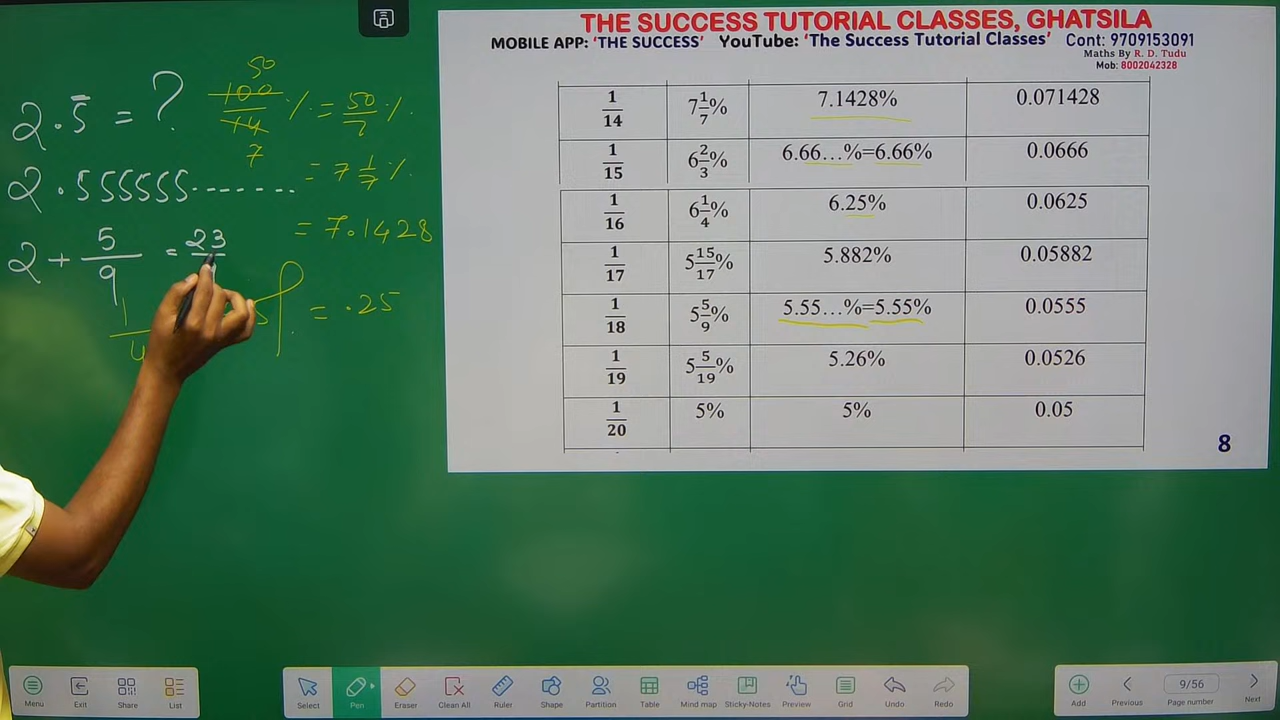 THE SUCCESS TUTORIAL CLASSES, GHATSILA
MOBILE APP: 'THE SUCCESS' YouTube: 'The Success Tutorial Classes' Cont: 9709153091
Maths By R. D. Tudu
Mob: 8002042328
1/14 7 1/7% 7.1428% 0.071428
1/15 6 2/3% 6.66...%=6.66% 0.0666
1/16 6 1/4% 6.25% 0.0625
1/17 5 15/17% 5.882% 0.05882
1/18 5 5/9% 5.55...%=5.55% 0.0555
1/19 5 5/19% 5.26% 0.0526
1/20 5% 5% 0.05
8
2.5̄ = ?
2.555555.......
2 + 5/9 = 23
50
100/14 % = 50/7 %
7
= 7 1/7 %
= 7.1428
1/4
= .25
Menu Exit Share List
Select Pen Eraser Clean All Ruler Shape Partition Table Mind map Sticky-Notes Preview Grid Undo Redo
Add Previous 9/56 Page number Next